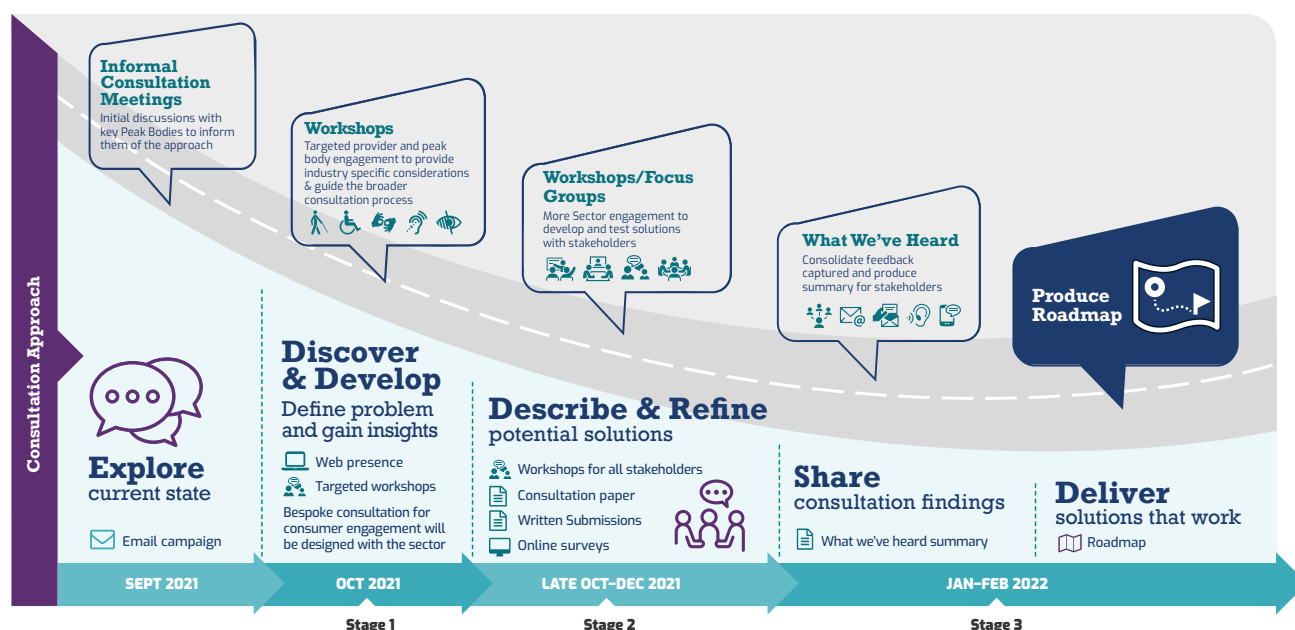 Consultation Approach
Informal
Consultation
Meetings
Initial discussions with
key Peak Bodies to inform
them of the approach
Workshops
Targeted provider and peak
body engagement to provide
industry specific considerations
& guide the broader
consultation process
Workshops/Focus
Groups
More Sector engagement to
develop and test solutions
with stakeholders
What We've Heard
Consolidate feedback
captured and produce
summary for stakeholders
Produce
Roadmap
Explore
current state
Email campaign
Discover
& Develop
Define problem
and gain insights
Web presence
Targeted workshops
Bespoke consultation for
consumer engagement will
be designed with the sector
Describe & Refine
potential solutions
Workshops for all stakeholders
Consultation paper
Written Submissions
Online surveys
Share
consultation findings
What we've heard summary
Deliver
solutions that work
Roadmap
SEPT 2021
OCT 2021
LATE OCT–DEC 2021
JAN–FEB 2022
Stage 1
Stage 2
Stage 3